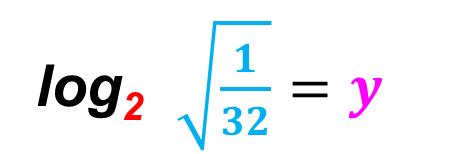 log₂ √(1/32) = y